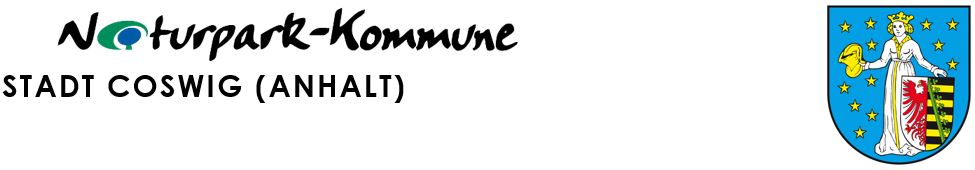 Naturpark-Kommune
STADT COSWIG (ANHALT)